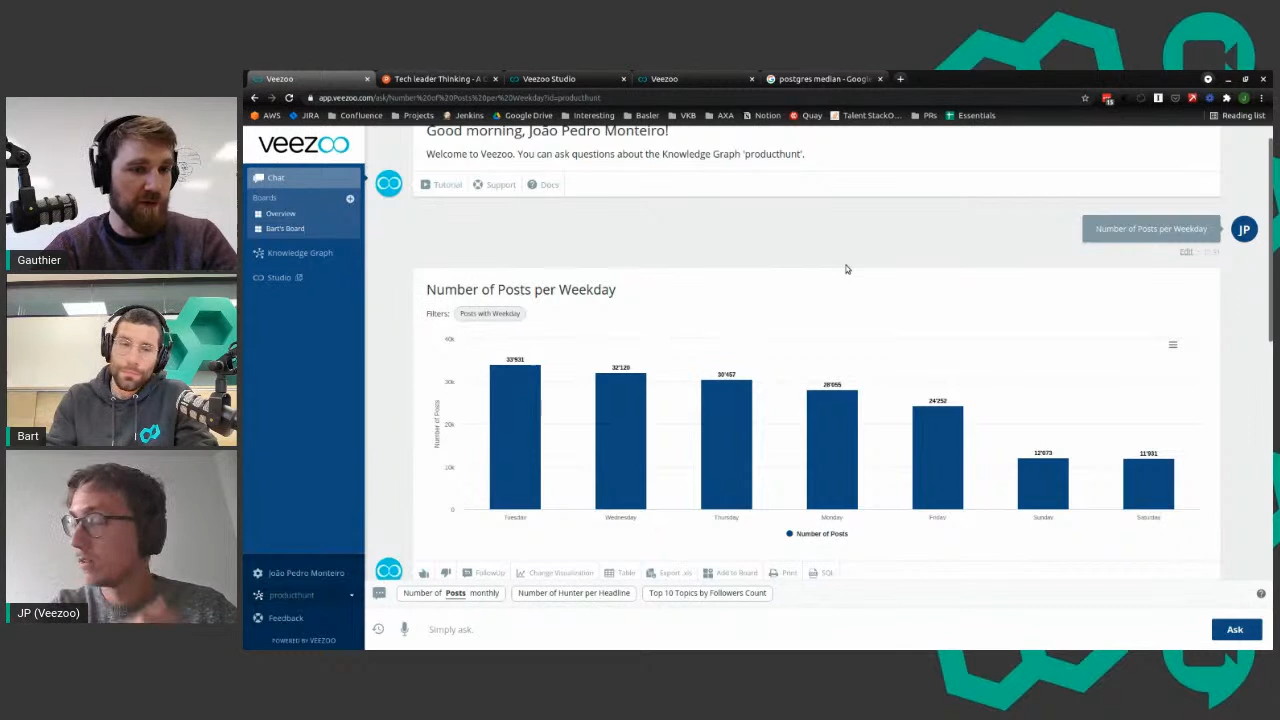 Gauthier
Bart
JP (Veezoo)
Veezoo
Tech leader Thinking - A D
Veezoo Studio
Veezoo
postgres median - Google
app.veezoo.com/ask/Number%20of%20Posts%20per%20Weekday?id=producthunt
AWS
JIRA
Confluence
Projects
Jenkins
Google Drive
Interesting
Basler
VKB
AXA
Notion
Quay
Talent StackO...
PRs
Essentials
Reading list
veezoo
Chat
Boards
Overview
Bart's Board
Knowledge Graph
Studio
João Pedro Monteiro
producthunt
Feedback
POWERED BY VEEZOO
Good morning, João Pedro Monteiro!
Welcome to Veezoo. You can ask questions about the Knowledge Graph 'producthunt'.
Tutorial
Support
Docs
Number of Posts per Weekday
JP
Edit
Number of Posts per Weekday
Filters: Posts with Weekday
Number of Posts
40k
30k
20k
10k
0
33'931
32'120
30'457
28'055
24'252
12'073
11'931
Tuesday
Wednesday
Thursday
Monday
Friday
Sunday
Saturday
Number of Posts
FollowUp
Change Visualization
Table
Export .xls
Add to Board
Print
SQL
Number of Posts monthly
Number of Hunter per Headline
Top 10 Topics by Followers Count
Simply ask.
Ask